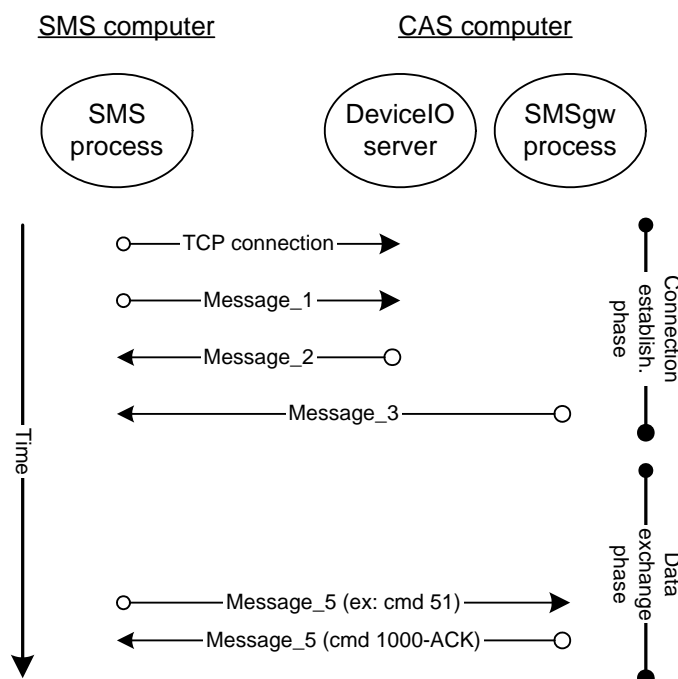 SMS computer
CAS computer
SMS
process
DeviceIO
server
SMSgw
process
TCP connection
Message_1
Message_2
Message_3
Connection
establish.
phase
Time
Data
exchange
phase
Message_5 (ex: cmd 51)
Message_5 (cmd 1000-ACK)